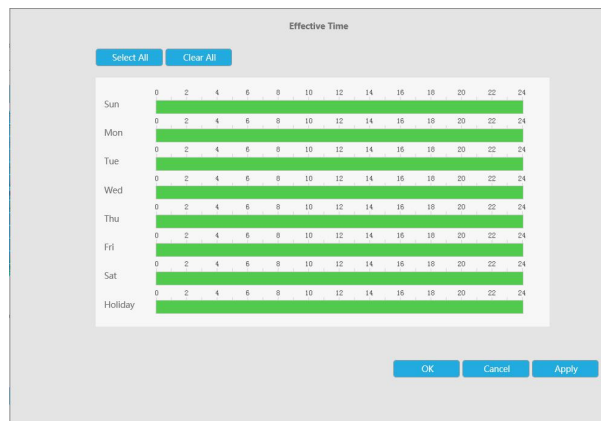 Effective Time
Select All Clear All
0 2 4 6 8 10 12 14 16 18 20 22 24
Sun
0 2 4 6 8 10 12 14 16 18 20 22 24
Mon
0 2 4 6 8 10 12 14 16 18 20 22 24
Tue
0 2 4 6 8 10 12 14 16 18 20 22 24
Wed
0 2 4 6 8 10 12 14 16 18 20 22 24
Thu
0 2 4 6 8 10 12 14 16 18 20 22 24
Fri
0 2 4 6 8 10 12 14 16 18 20 22 24
Sat
0 2 4 6 8 10 12 14 16 18 20 22 24
Holiday
OK Cancel Apply